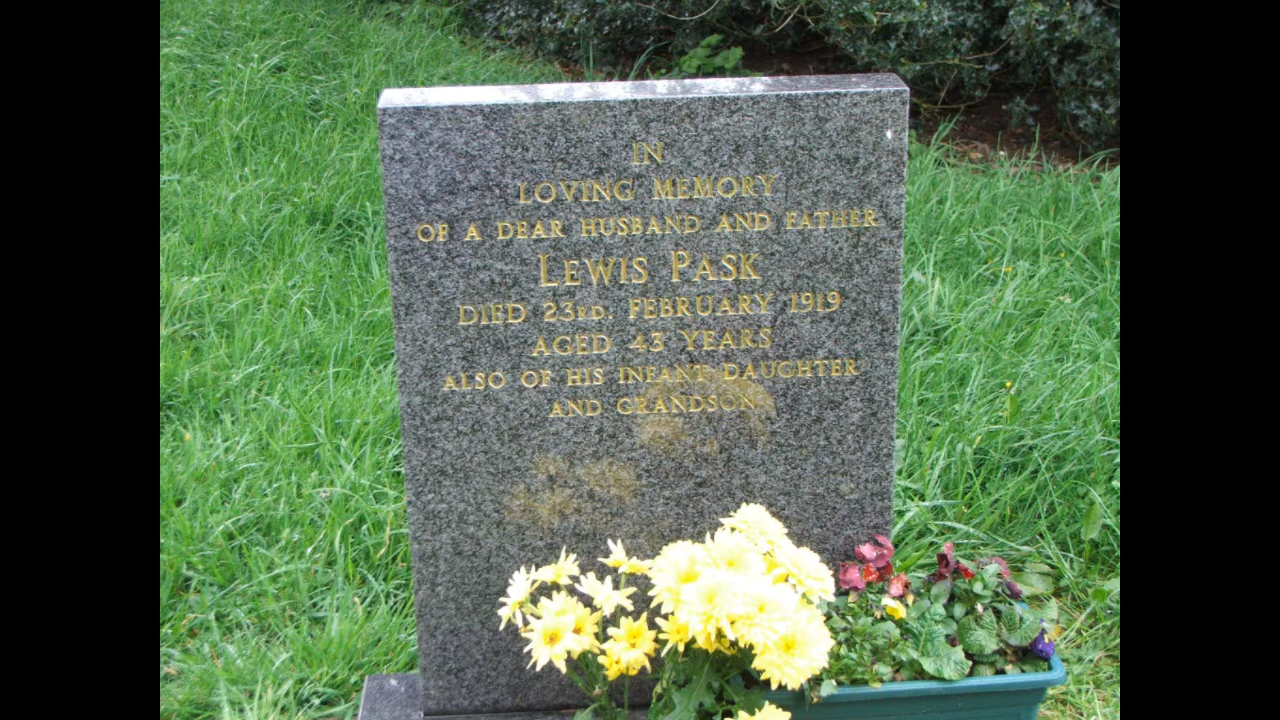 IN
LOVING MEMORY
OF A DEAR HUSBAND AND FATHER
LEWIS PASK
DIED 23RD. FEBRUARY 1919
AGED 43 YEARS
ALSO OF HIS INFANT DAUGHTER
AND GRANDSON